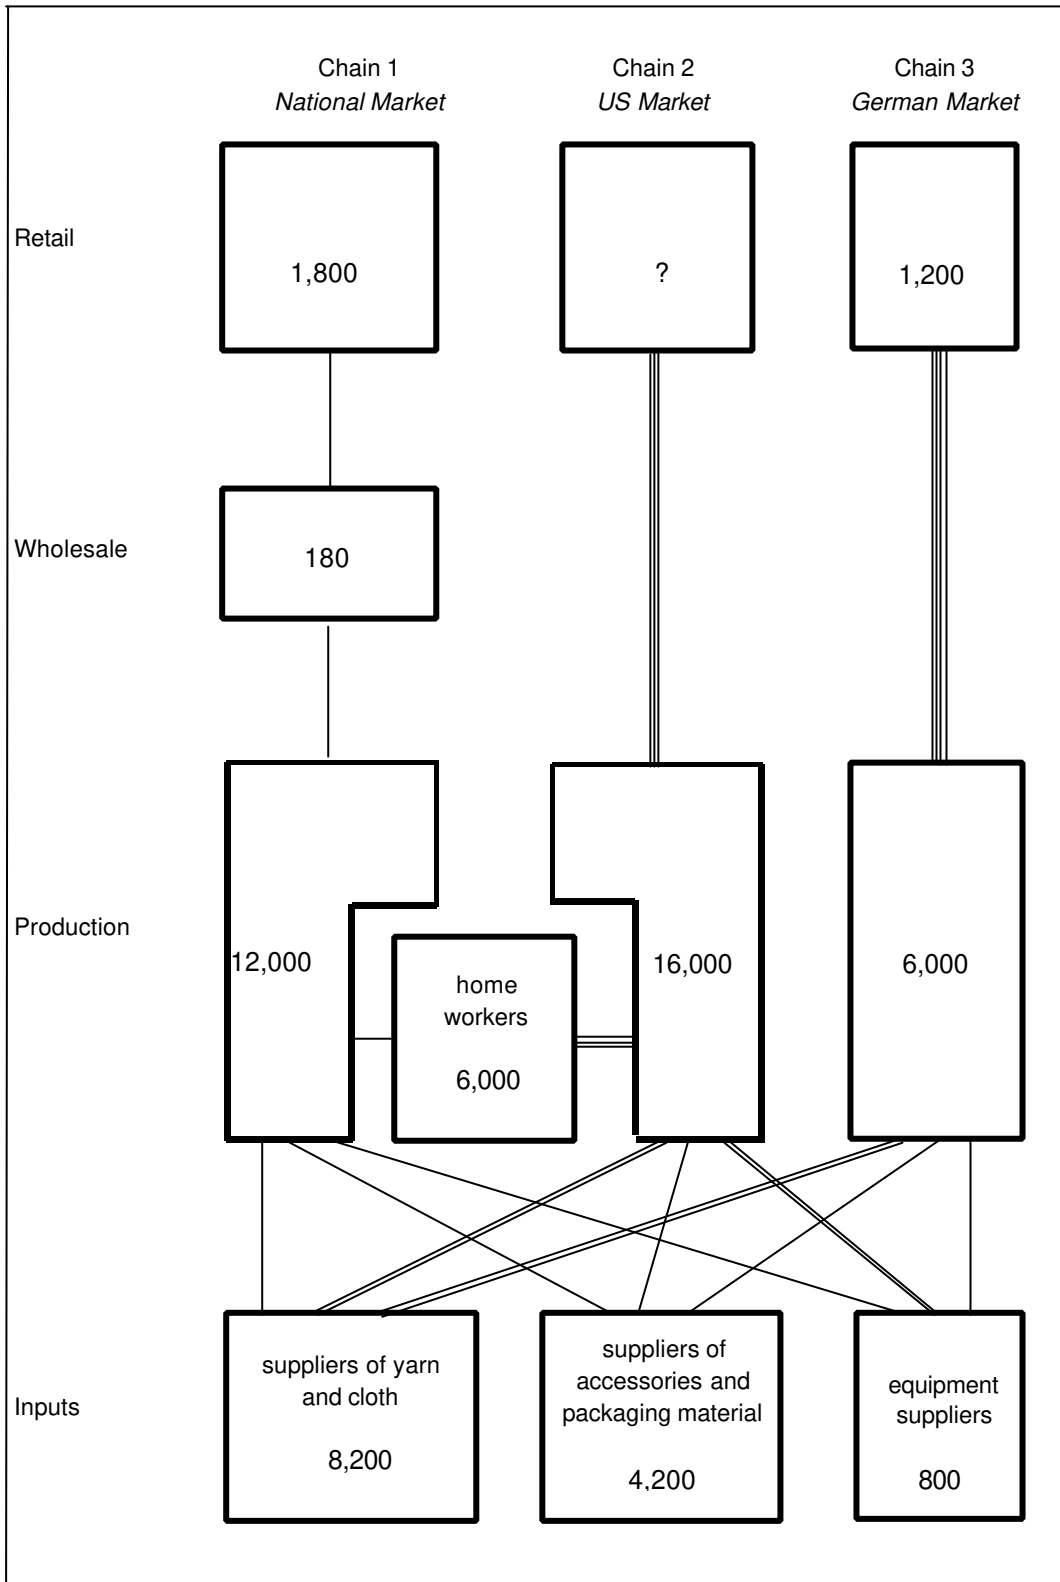 Chain 1
National Market
Chain 2
US Market
Chain 3
German Market
Retail
1,800
?
1,200
Wholesale
180
Production
12,000
home
workers
6,000
16,000
6,000
Inputs
suppliers of yarn
and cloth
8,200
suppliers of
accessories and
packaging material
4,200
equipment
suppliers
800